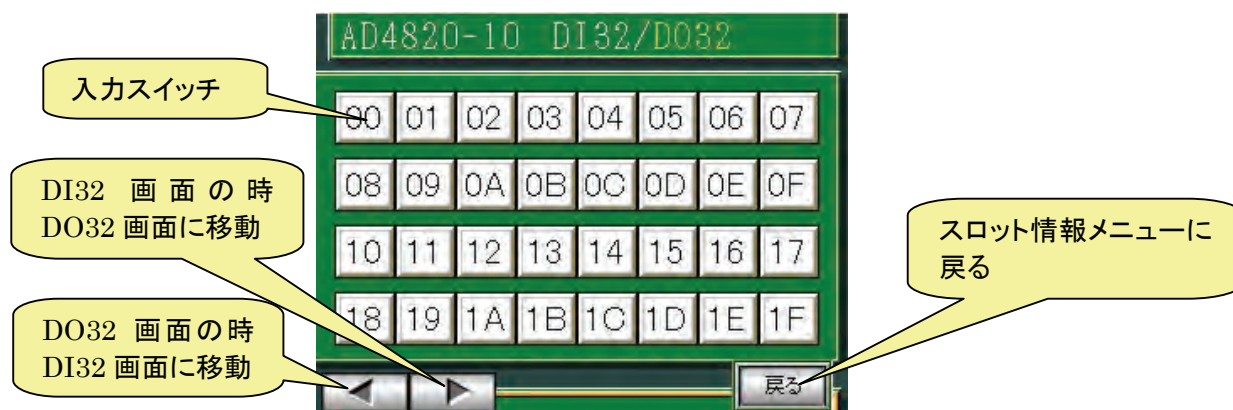 AD4820-10 DI32/DO32
入力スイッチ
00 01 02 03 04 05 06 07
DI32 画面の時
DO32 画面に移動
08 09 0A 0B 0C 0D 0E 0F
スロット情報メニューに
戻る
10 11 12 13 14 15 16 17
DO32 画面の時
DI32 画面に移動
18 19 1A 1B 1C 1D 1E 1F
◀ ▶ 戻る